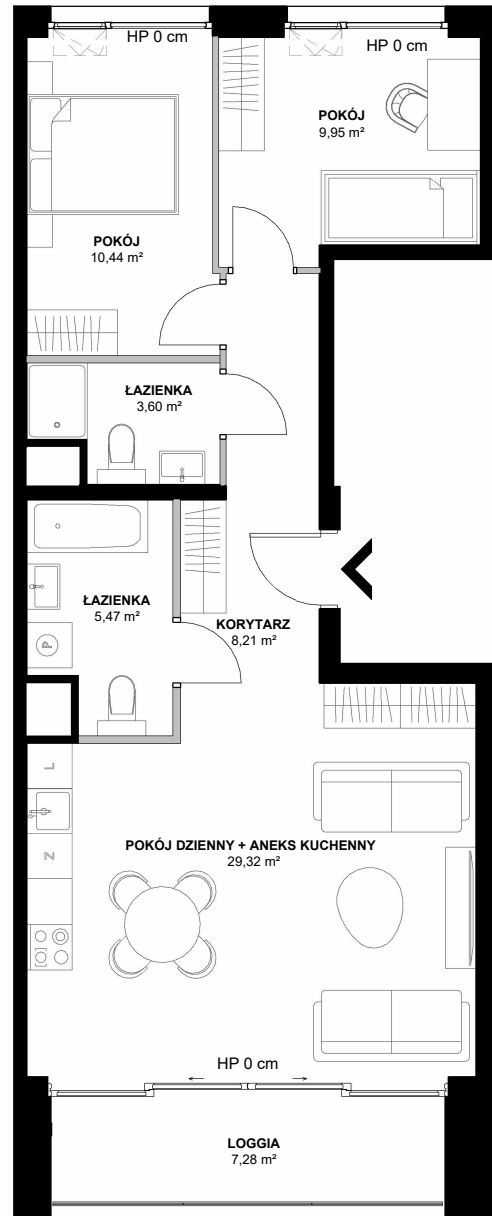 HP 0 cm
HP 0 cm
POKÓJ
9,95 m²
POKÓJ
10,44 m²
ŁAZIENKA
3,60 m²
ŁAZIENKA
5,47 m²
P
KORYTARZ
8,21 m²
L
POKÓJ DZIENNY + ANEKS KUCHENNY
29,32 m²
Z
HP 0 cm
LOGGIA
7,28 m²